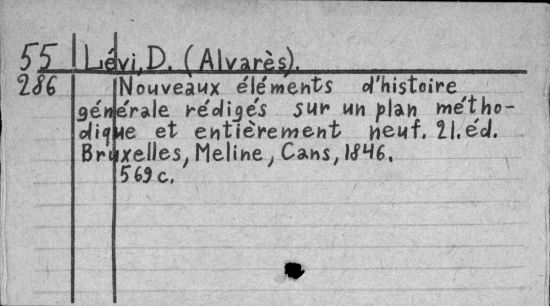 55 Lévi, D. (Alvarès).
286 Nouveaux éléments d'histoire
générale rédigés sur un plan métho-
dique et entièrement neuf. 21.éd.
Bruxelles, Meline, Cans, 1846.
569 c.